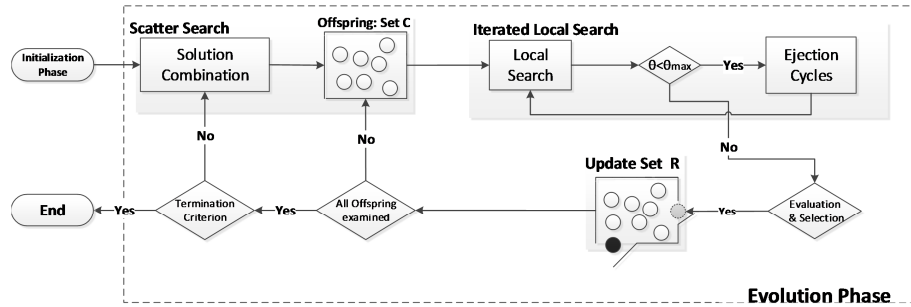 Scatter Search
Offspring: Set C
Iterated Local Search
Initialization
Phase
Solution
Combination
Local
Search
θ<θmax
Yes
Ejection
Cycles
No
No
No
Update Set R
End
Yes
Termination
Criterion
Yes
All Offspring
examined
Yes
Evaluation
& Selection
Evolution Phase